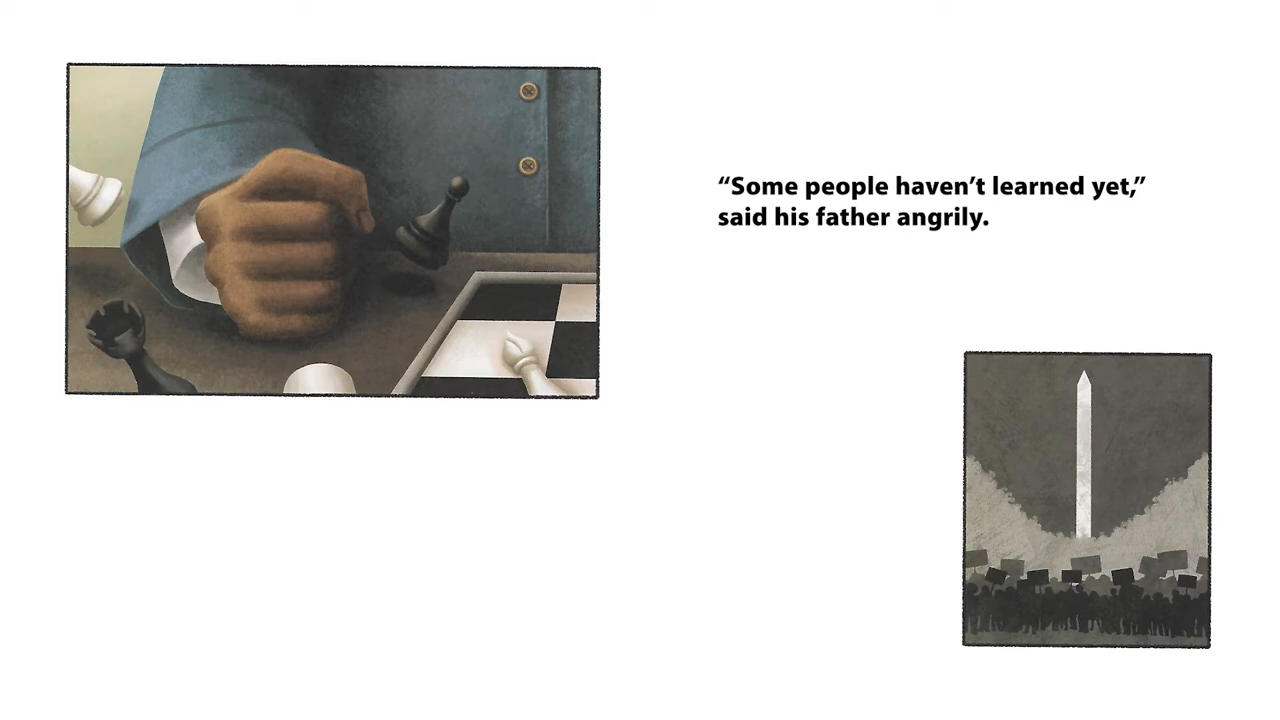 “Some people haven’t learned yet,”
said his father angrily.